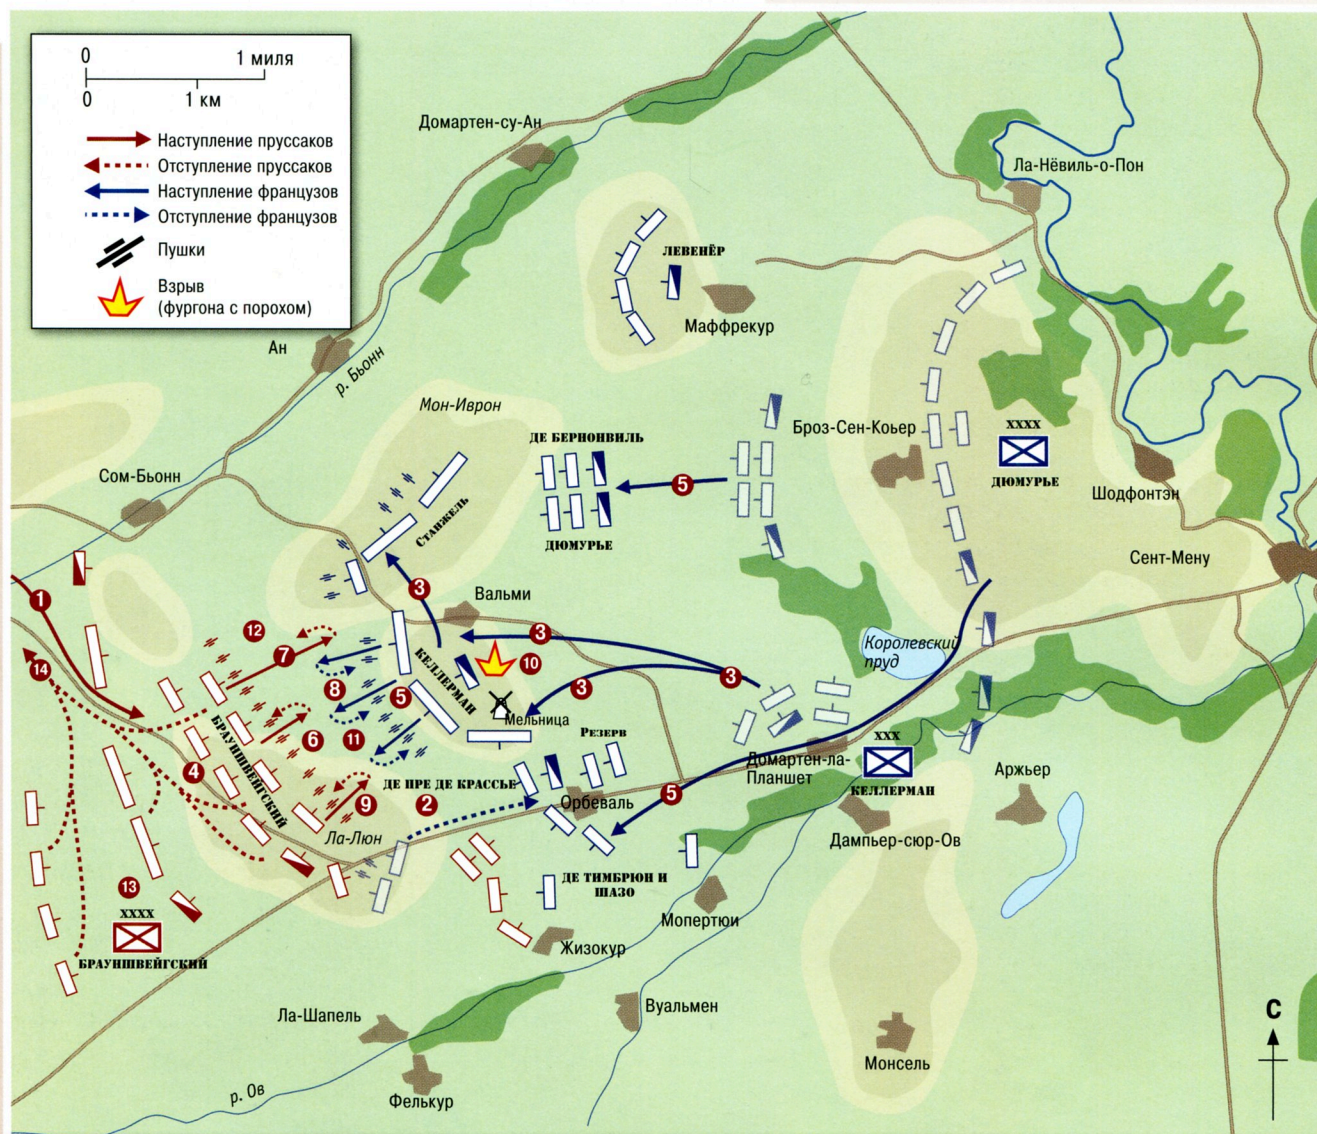 0
1 миля
0
1 км
Наступление пруссаков
Отступление пруссаков
Наступление французов
Отступление французов
Пушки
Взрыв
(фургона с порохом)
Домартен-су-Ан
Ла-Нёвиль-о-Пон
ЛЕВЕНЁР
Маффрекур
Ан
р. Бьонн
Мон-Иврон
ДЕ БЕРНОНВИЛЬ
Броз-Сен-Коьер
XXXX
ДЮМУРЬЕ
Сом-Бьонн
СТАНЖЕЛЬ
5
ДЮМУРЬЕ
Шодфонтэн
Сент-Мену
1
3
Вальми
12
7
3
Королевский
пруд
14
8
5
КЕЛЛЕРМАН
10
3
3
Мельница
БРАУНШВЕЙГСКИЙ
6
11
РЕЗЕРВ
XXX
КЕЛЛЕРМАН
Домартен-ла-
Планшет
4
ДЕ ПРЕ ДЕ КРАССЬЕ
Аржьер
9
2
Орбеваль
5
Ла-Люн
Дампьер-сюр-Ов
13
ДЕ ТИМБРЮН И
ШАЗО
XXXX
БРАУНШВЕЙГСКИЙ
Мопертюи
Жизокур
Ла-Шапель
Вуальмен
С
Монсель
р. Ов
Фелькур